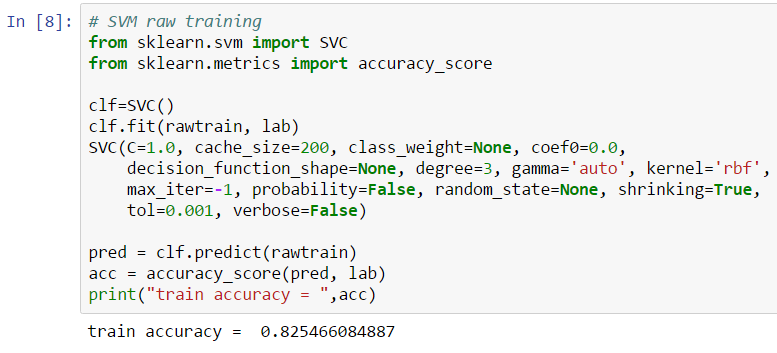 In [8]:
# SVM raw training
from sklearn.svm import SVC
from sklearn.metrics import accuracy_score
clf=SVC()
clf.fit(rawtrain, lab)
SVC(C=1.0, cache_size=200, class_weight=None, coef0=0.0,
    decision_function_shape=None, degree=3, gamma='auto', kernel='rbf',
    max_iter=-1, probability=False, random_state=None, shrinking=True,
    tol=0.001, verbose=False)
pred = clf.predict(rawtrain)
acc = accuracy_score(pred, lab)
print("train accuracy = ",acc)
train accuracy =  0.825466084887